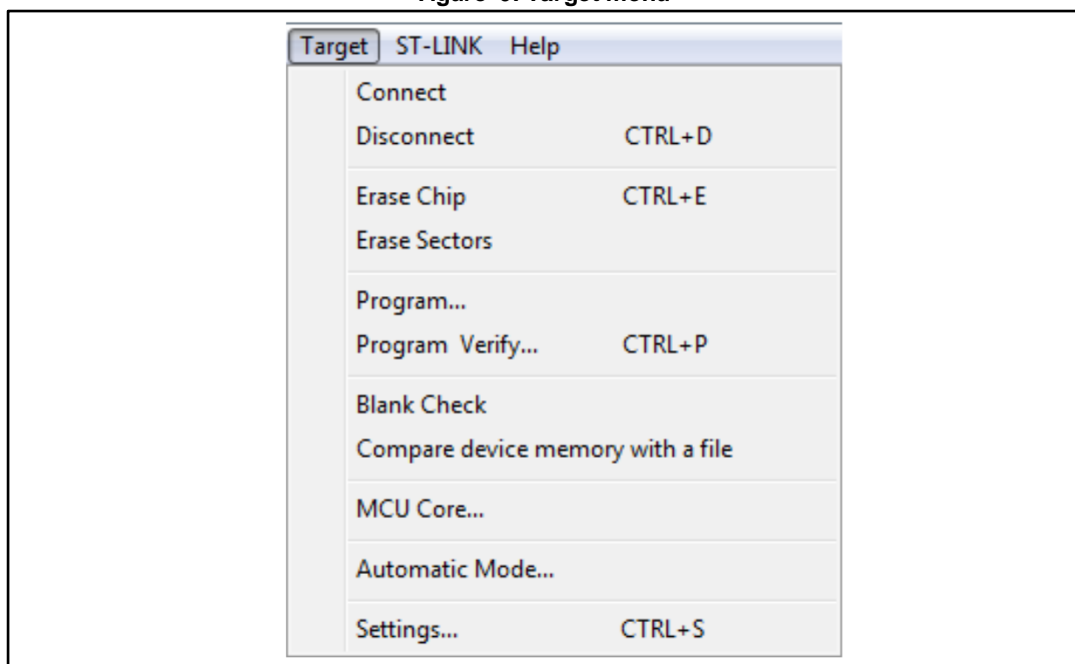 Target ST-LINK Help
Connect
Disconnect CTRL+D
Erase Chip CTRL+E
Erase Sectors
Program...
Program Verify... CTRL+P
Blank Check
Compare device memory with a file
MCU Core...
Automatic Mode...
Settings... CTRL+S